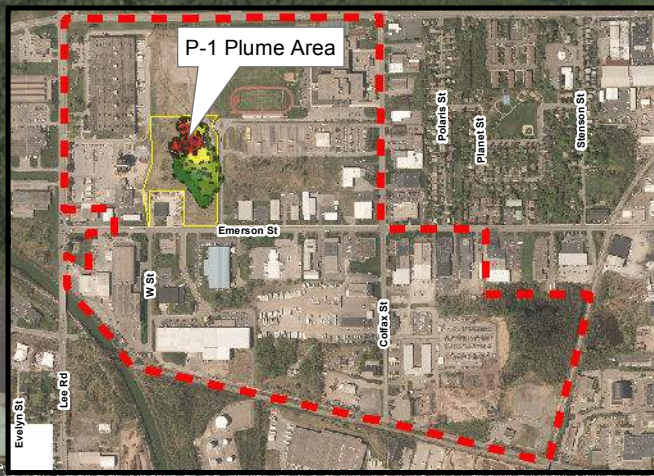 P-1 Plume Area
Polaris St
Planet St
Stenson St
Emerson St
W St
Colfax St
Lee Rd
Evelyn St